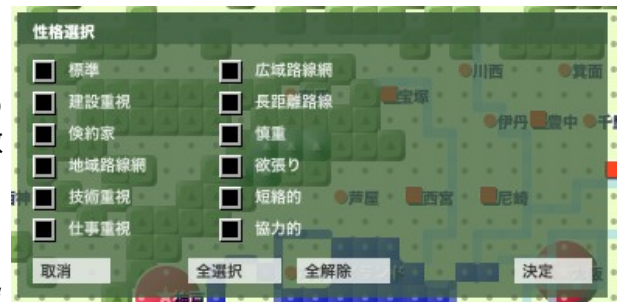 性格選択
標準
広域路線網
建設重視
長距離路線
倹約家
慎重
地域路線網
欲張り
技術重視
短絡的
仕事重視
協力的
取消
全選択
全解除
決定
川西
箕面
宝塚
伊丹
豊中
芦屋
西宮
尼崎